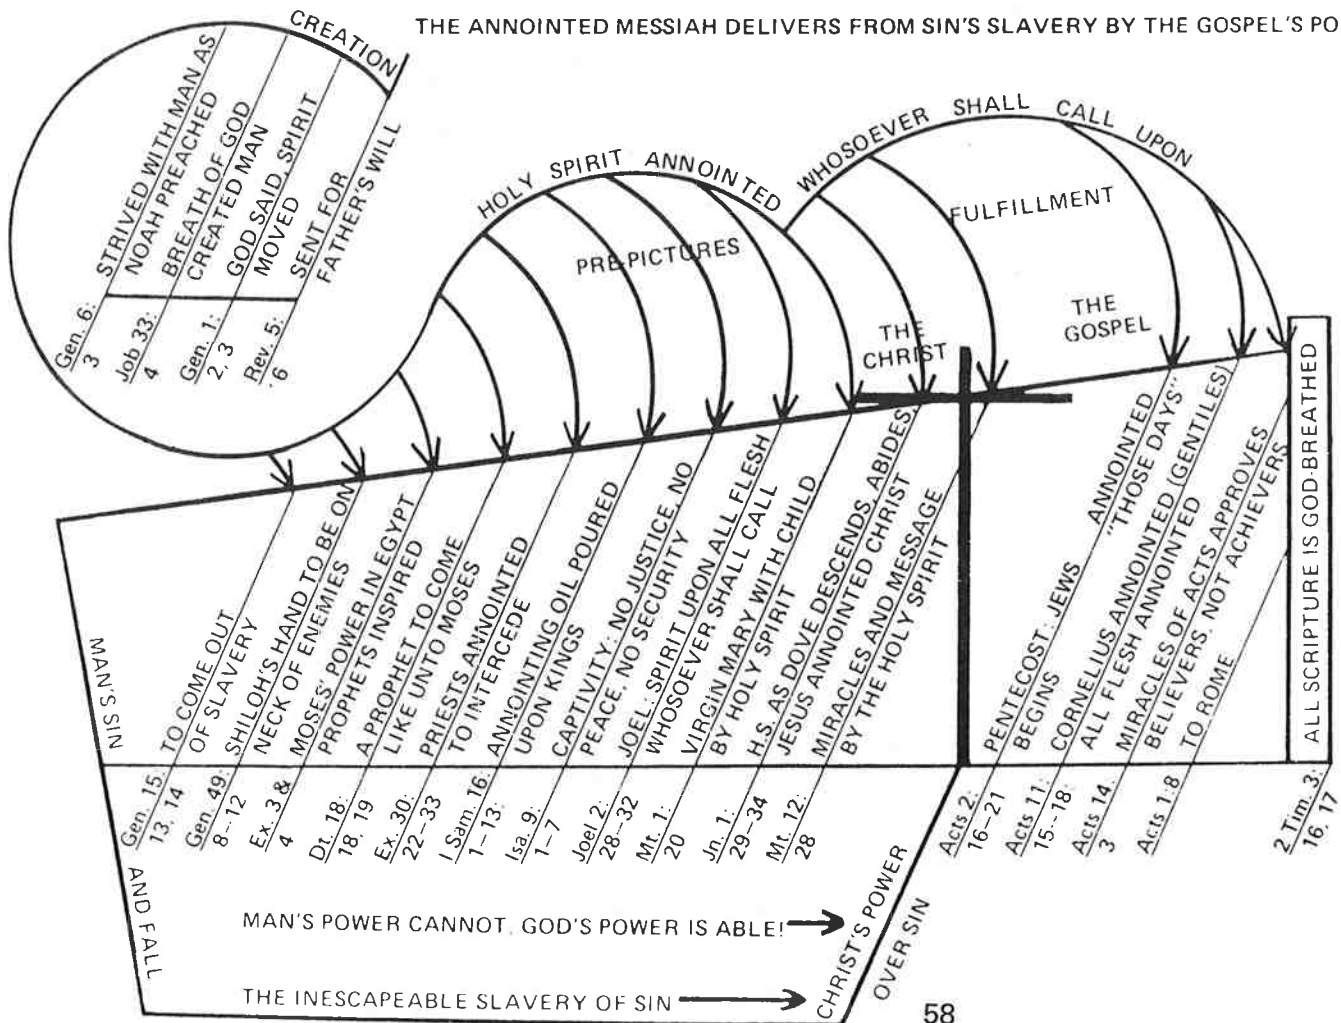 THE ANNOINTED MESSIAH DELIVERS FROM SIN'S SLAVERY BY THE GOSPEL'S PO
CREATION
STRIVED WITH MAN AS
NOAH PREACHED
BREATH OF GOD
CREATED MAN
GOD SAID, SPIRIT
MOVED
SENT FOR
FATHER'S WILL
Gen. 6:
3
Job 33:
4
Gen. 1:
2, 3
Rev. 5:
6
HOLY SPIRIT ANNOINTED
WHOSOEVER SHALL CALL UPON
PRE-PICTURES
FULFILLMENT
THE
CHRIST
THE
GOSPEL
MAN'S SIN
AND FALL
TO COME OUT
OF SLAVERY
SHILOH'S HAND TO BE ON
NECK OF ENEMIES
MOSES' POWER IN EGYPT
PROPHETS INSPIRED
A PROPHET TO COME
LIKE UNTO MOSES
PRIESTS ANNOINTED
TO INTERCEDE
ANNOINTING OIL POURED
UPON KINGS
CAPTIVITY: NO JUSTICE, NO
PEACE, NO SECURITY
JOEL: SPIRIT UPON ALL FLESH
WHOSOEVER SHALL CALL
VIRGIN MARY WITH CHILD
BY HOLY SPIRIT
H.S. AS DOVE DESCENDS, ABIDES,
JESUS ANNOINTED CHRIST
MIRACLES AND MESSAGE
BY THE HOLY SPIRIT
PENTECOST: JEWS ANNOINTED
BEGINS "THOSE DAYS"
CORNELIUS ANNOINTED (GENTILES)
ALL FLESH ANNOINTED
MIRACLES OF ACTS APPROVES
BELIEVERS, NOT ACHIEVERS
TO ROME
ALL SCRIPTURE IS GOD-BREATHED
Gen. 15:
13, 14
Gen. 49:
8–12
Ex. 3 &
4
Dt. 18:
18, 19
Ex. 30:
22–33
I Sam. 16:
1–13:
Isa. 9:
1–7
Joel 2:
28–32
Mt. 1:
20
Jn. 1:
29–34
Mt. 12:
28
Acts 2:
16–21
Acts 11:
15–18:
Acts 14:
3
Acts 1:8
2 Tim. 3:
16, 17
MAN'S POWER CANNOT, GOD'S POWER IS ABLE!
THE INESCAPEABLE SLAVERY OF SIN
CHRIST'S POWER
OVER SIN
58